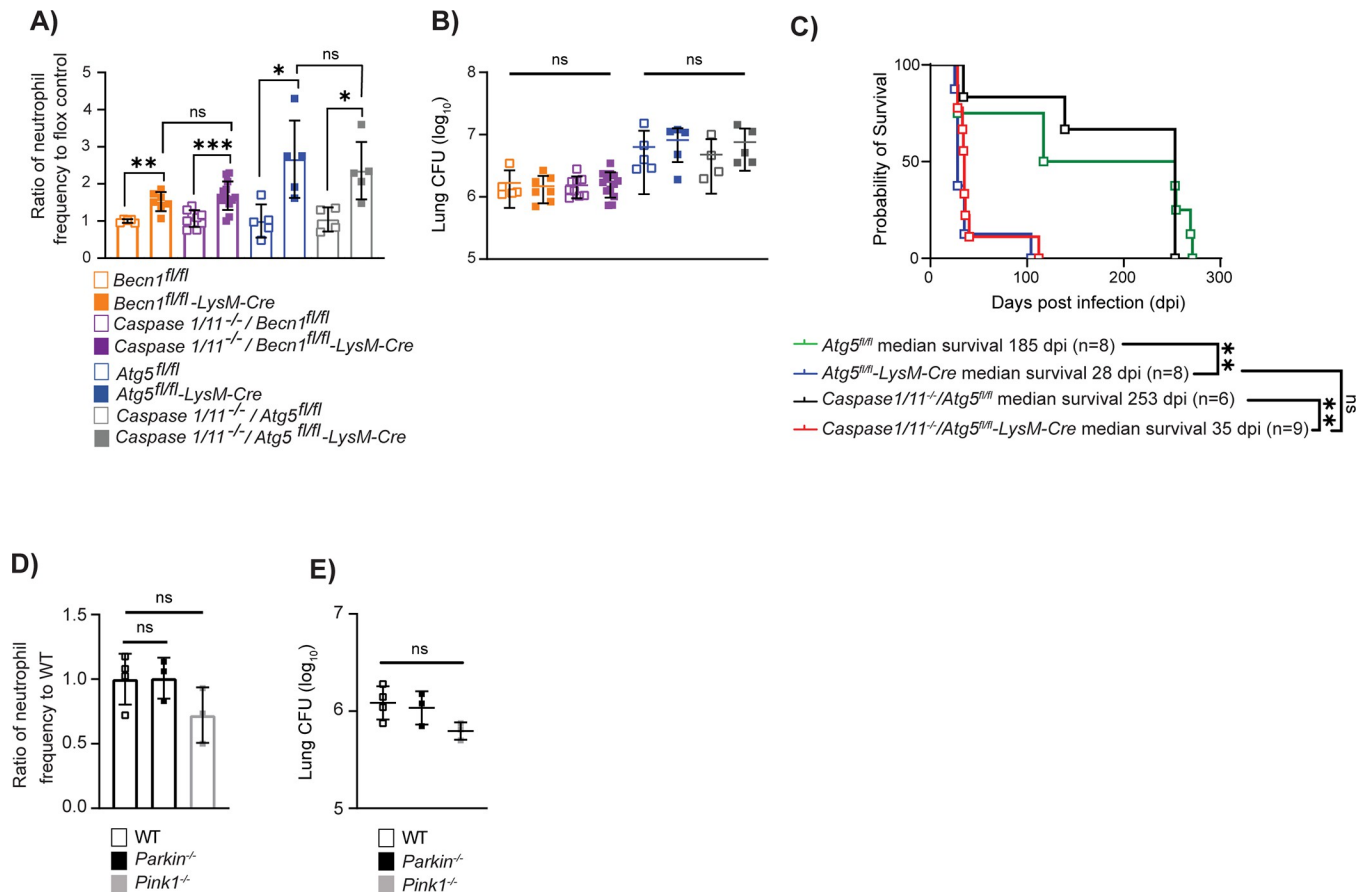 A)
Ratio of neutrophil
frequency to flox control
5
4
3
2
1
0
**
ns
***
*
ns
*
Becn1fl/fl
Becn1fl/fl-LysM-Cre
Caspase 1/11-/-/ Becn1fl/fl
Caspase 1/11-/-/ Becn1fl/fl-LysM-Cre
Atg5fl/fl
Atg5fl/fl-LysM-Cre
Caspase 1/11-/-/ Atg5fl/fl
Caspase 1/11-/-/ Atg5 fl/fl-LysM-Cre
B)
Lung CFU (log10)
8
7
6
5
ns
ns
C)
Probability of Survival
100
50
0
0 100 200 300
Days post infection (dpi)
Atg5fl/fl median survival 185 dpi (n=8)
Atg5fl/fl-LysM-Cre median survival 28 dpi (n=8)
Caspase1/11-/-/Atg5fl/fl median survival 253 dpi (n=6)
Caspase1/11-/-/Atg5fl/fl-LysM-Cre median survival 35 dpi (n=9)
**
**
ns
D)
Ratio of neutrophil
frequency to WT
1.5
1.0
0.5
0.0
ns
ns
WT
Parkin-/-
Pink1-/-
E)
Lung CFU (log10)
7
6
5
ns
WT
Parkin-/-
Pink1-/-